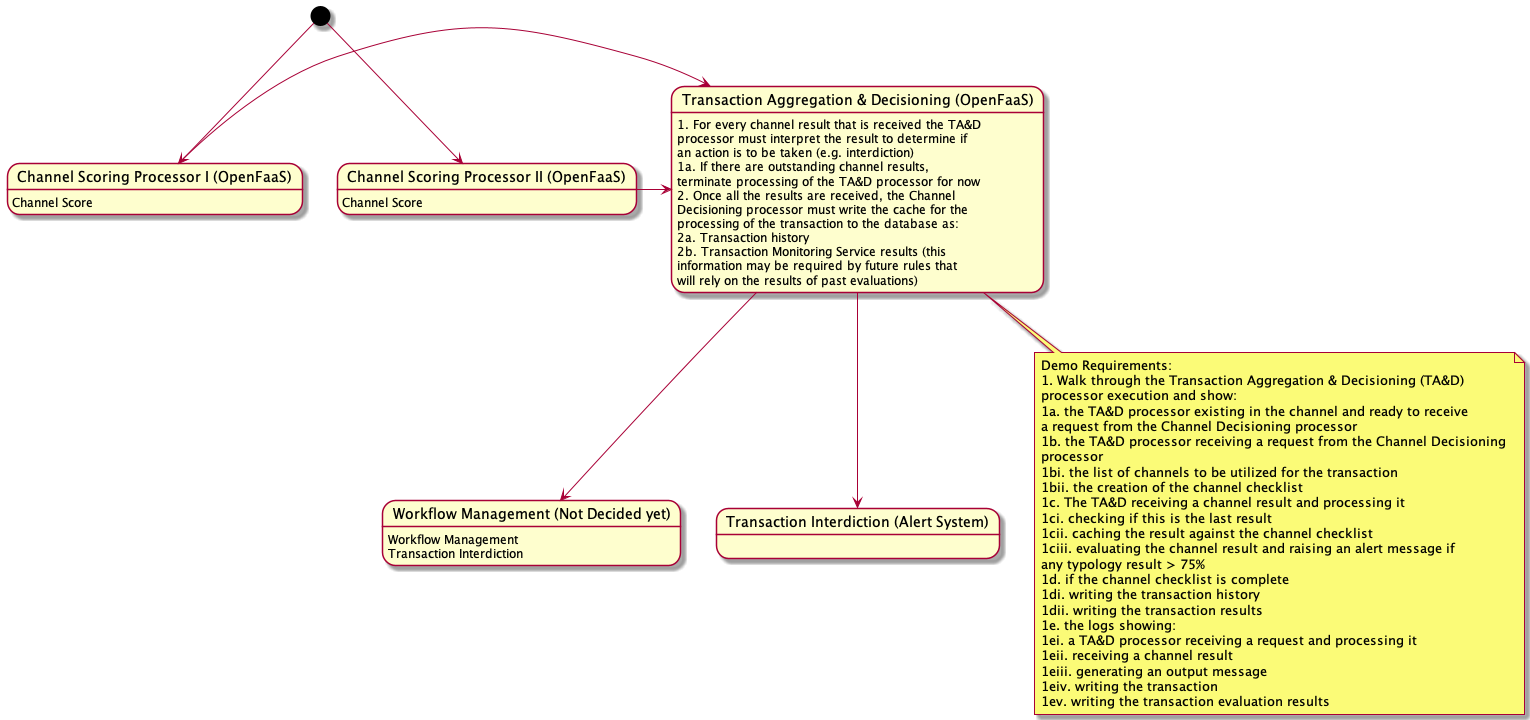 Transaction Aggregation & Decisioning (OpenFaaS)
1. For every channel result that is received the TA&D
processor must interpret the result to determine if
an action is to be taken (e.g. interdiction)
1a. If there are outstanding channel results,
terminate processing of the TA&D processor for now
2. Once all the results are received, the Channel
Decisioning processor must write the cache for the
processing of the transaction to the database as:
2a. Transaction history
2b. Transaction Monitoring Service results (this
information may be required by future rules that
will rely on the results of past evaluations)
Channel Scoring Processor I (OpenFaaS)
Channel Score
Channel Scoring Processor II (OpenFaaS)
Channel Score
Workflow Management (Not Decided yet)
Workflow Management
Transaction Interdiction
Transaction Interdiction (Alert System)
Demo Requirements:
1. Walk through the Transaction Aggregation & Decisioning (TA&D)
processor execution and show:
1a. the TA&D processor existing in the channel and ready to receive
a request from the Channel Decisioning processor
1b. the TA&D processor receiving a request from the Channel Decisioning
processor
1bi. the list of channels to be utilized for the transaction
1bii. the creation of the channel checklist
1c. The TA&D receiving a channel result and processing it
1ci. checking if this is the last result
1cii. caching the result against the channel checklist
1ciii. evaluating the channel result and raising an alert message if
any typology result > 75%
1d. if the channel checklist is complete
1di. writing the transaction history
1dii. writing the transaction results
1e. the logs showing:
1ei. a TA&D processor receiving a request and processing it
1eii. receiving a channel result
1eiii. generating an output message
1eiv. writing the transaction
1ev. writing the transaction evaluation results